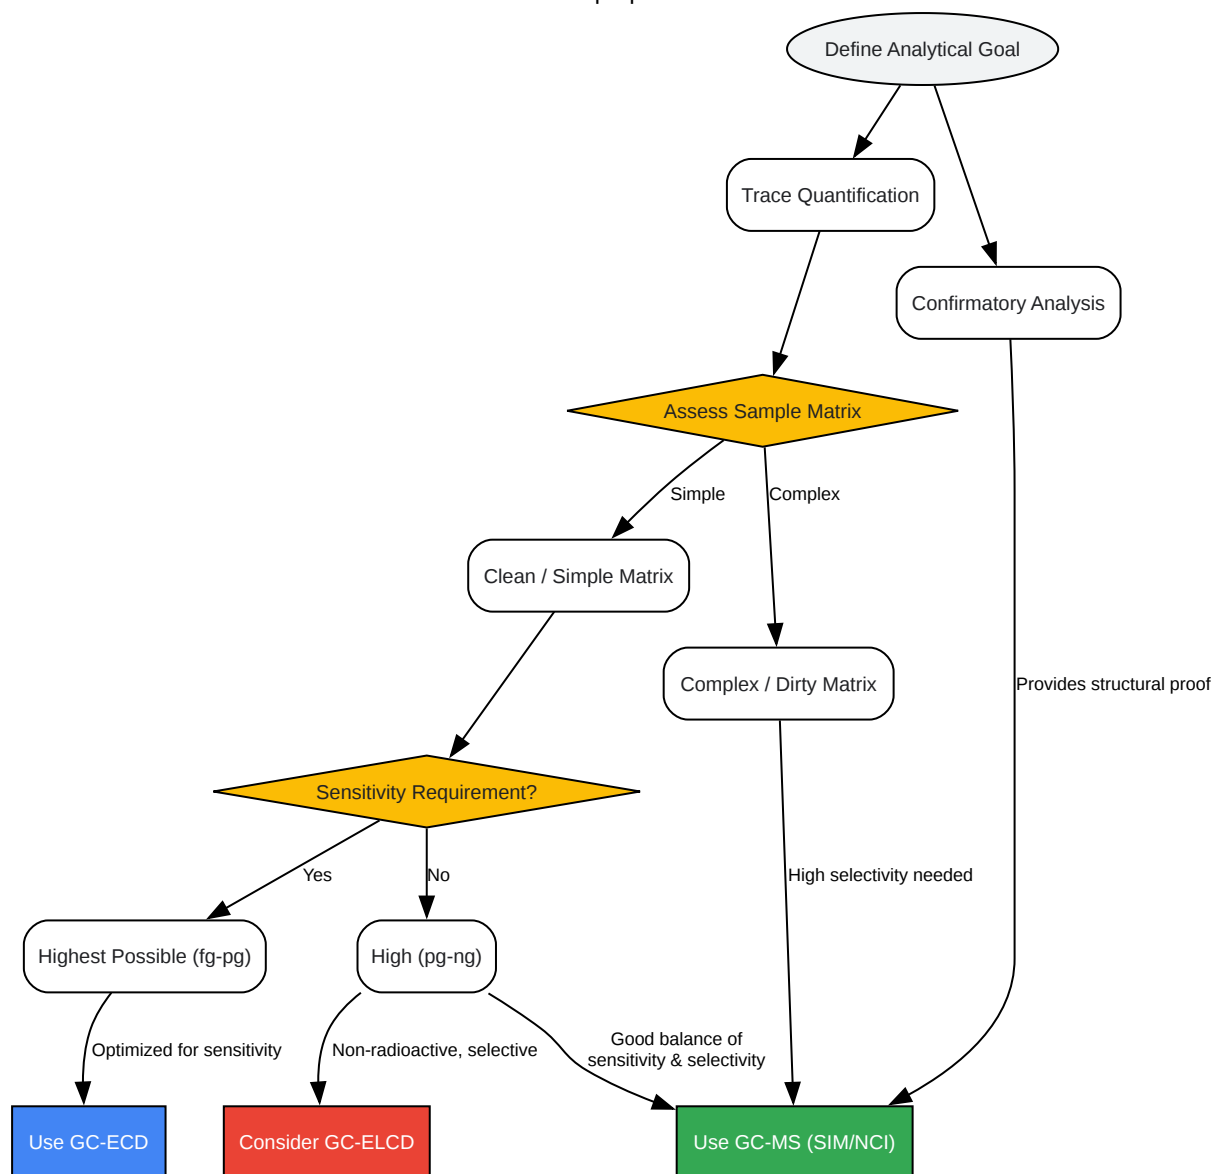 Define Analytical Goal
Trace Quantification
Confirmatory Analysis
Assess Sample Matrix
Simple
Complex
Clean / Simple Matrix
Complex / Dirty Matrix
Provides structural proof
Sensitivity Requirement?
Yes
No
High selectivity needed
Highest Possible (fg-pg)
High (pg-ng)
Optimized for sensitivity
Non-radioactive, selective
Good balance of
sensitivity & selectivity
Use GC-ECD
Consider GC-ELCD
Use GC-MS (SIM/NCI)